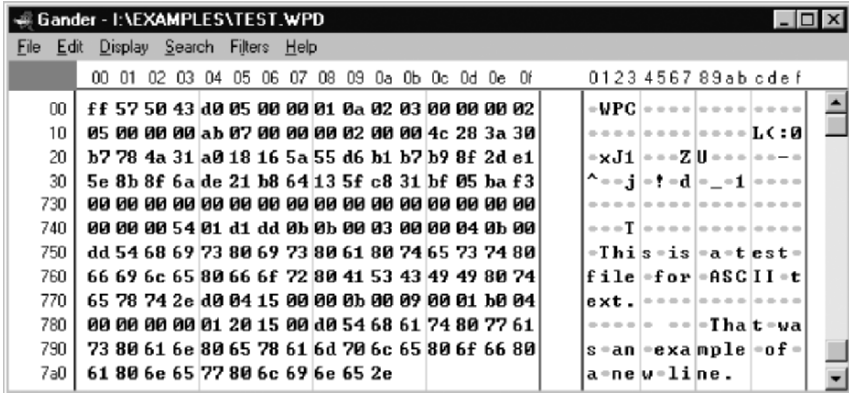 Gander - I:\EXAMPLES\TEST.WPD
File Edit Display Search Filters Help
00 01 02 03 04 05 06 07 08 09 0a 0b 0c 0d 0e 0f 0123 4567 89ab cdef
00 ff 57 50 43 d0 05 00 00 01 0a 02 03 00 00 00 02 •WPC•••• •••• ••••
10 05 00 00 00 ab 07 00 00 00 02 00 00 4c 28 3a 30 •••• •••• •••• L(:0
20 b7 78 4a 31 a0 18 16 5a 55 d6 b1 b7 b9 8f 2d e1 •xJ1 •••Z U••• ••-•
30 5e 8b 8f 6a de 21 b8 64 13 5f c8 31 bf 05 ba f3 ^••j •!•d •_•1 ••••
730 00 00 00 00 00 00 00 00 00 00 00 00 00 00 00 00 •••• •••• •••• ••••
740 00 00 00 54 01 d1 dd 0b 0b 00 03 00 00 04 0b 00 •••T •••• •••• ••••
750 dd 54 68 69 73 80 69 73 80 61 80 74 65 73 74 80 •This•is•a•test•
760 66 69 6c 65 80 66 6f 72 80 41 53 43 49 49 80 74 file•for•ASCII•t
770 65 78 74 2e d0 04 15 00 00 0b 00 09 00 01 b0 04 ext. •••• •••• ••••
780 00 00 00 00 01 20 15 00 d0 54 68 61 74 80 77 61 •••• • •• •That•wa
790 73 80 61 6e 80 65 78 61 6d 70 6c 65 80 6f 66 80 s•an•example•of•
7a0 61 80 6e 65 77 80 6c 69 6e 65 2e a•new•line.